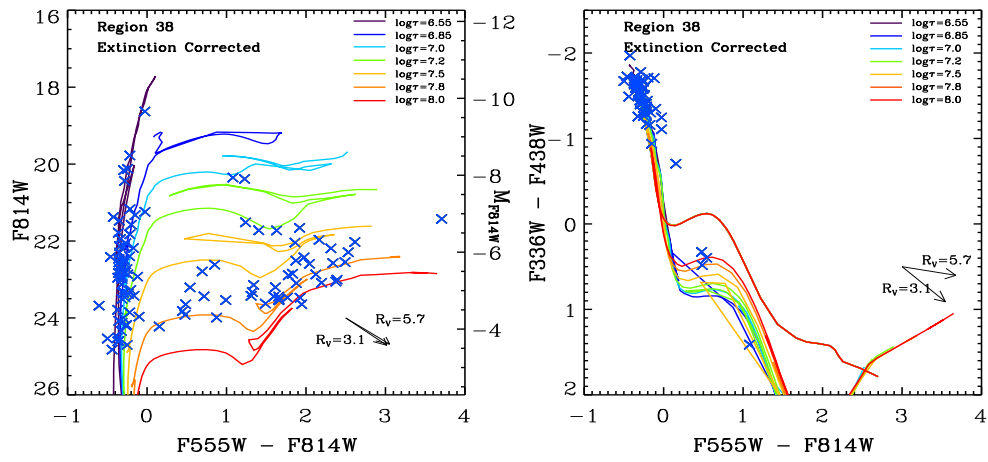 Region 38
Extinction Corrected
logτ=6.55
logτ=6.85
logτ=7.0
logτ=7.2
logτ=7.5
logτ=7.8
logτ=8.0
16
18
20
22
24
26
F814W
−12
−10
−8
−6
−4
M_F814W
R_V=5.7
R_V=3.1
−1
0
1
2
3
4
F555W − F814W
Region 38
Extinction Corrected
logτ=6.55
logτ=6.85
logτ=7.0
logτ=7.2
logτ=7.5
logτ=7.8
logτ=8.0
−2
−1
0
1
2
F336W − F438W
R_V=5.7
R_V=3.1
−1
0
1
2
3
4
F555W − F814W